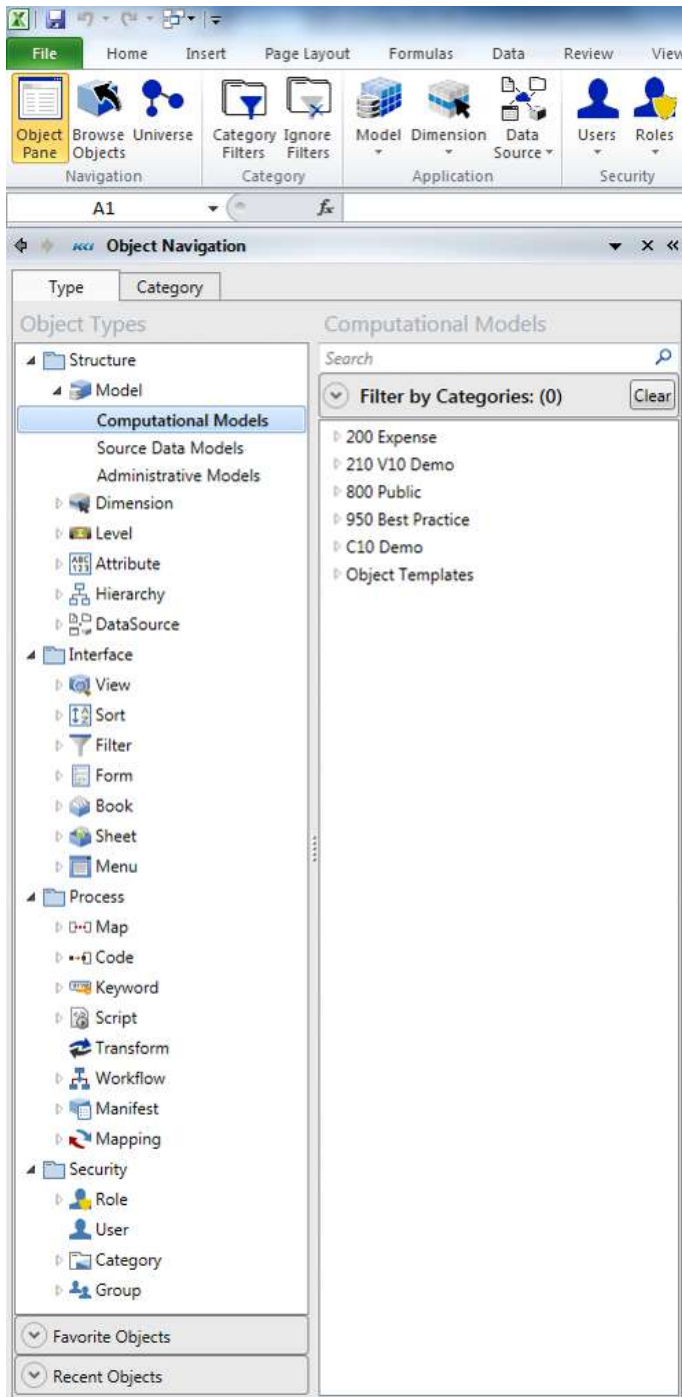 File Home Insert Page Layout Formulas Data Review View
Object Pane Browse Objects Universe Category Filters Ignore Filters Model Dimension Data Source Users Roles
Navigation Category Application Security
A1 fx
Object Navigation
Type Category
Object Types
Structure
Model
Computational Models
Source Data Models
Administrative Models
Dimension
Level
Attribute
Hierarchy
DataSource
Interface
View
Sort
Filter
Form
Book
Sheet
Menu
Process
Map
Code
Keyword
Script
Transform
Workflow
Manifest
Mapping
Security
Role
User
Category
Group
Favorite Objects
Recent Objects
Computational Models
Search
Filter by Categories: (0) Clear
200 Expense
210 V10 Demo
800 Public
950 Best Practice
C10 Demo
Object Templates